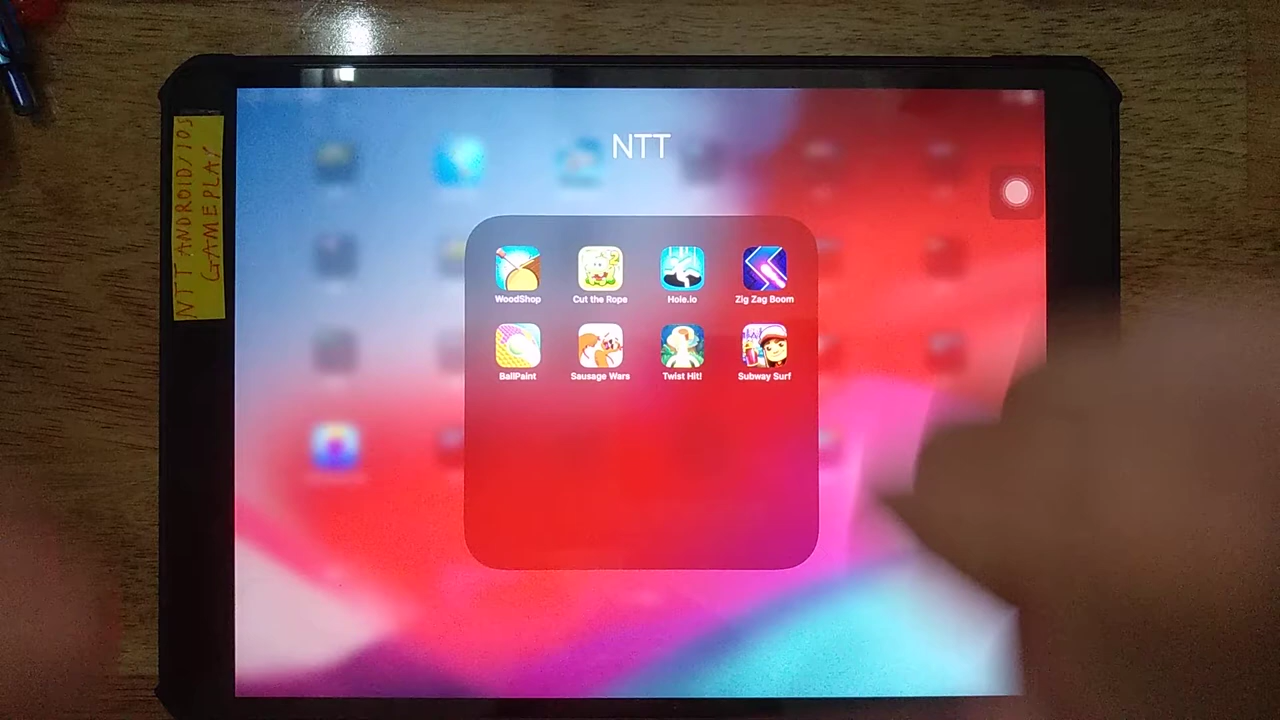 NTT ANDROID/IOS
GAMEPLAY
NTT
WoodShop
Cut the Rope
Hole.io
Zig Zag Boom
BallPaint
Sausage Wars
Twist Hit!
Subway Surf